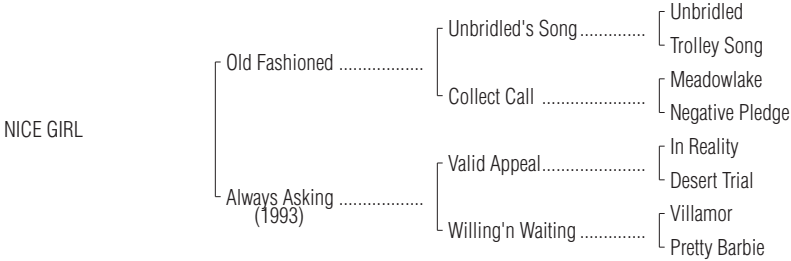 Unbridled
Unbridled's Song..............
Trolley Song
Old Fashioned ..................
Meadowlake
Collect Call ......................
Negative Pledge
NICE GIRL
In Reality
Valid Appeal......................
Desert Trial
Always Asking ..................
(1993)
Villamor
Willing'n Waiting ..............
Pretty Barbie